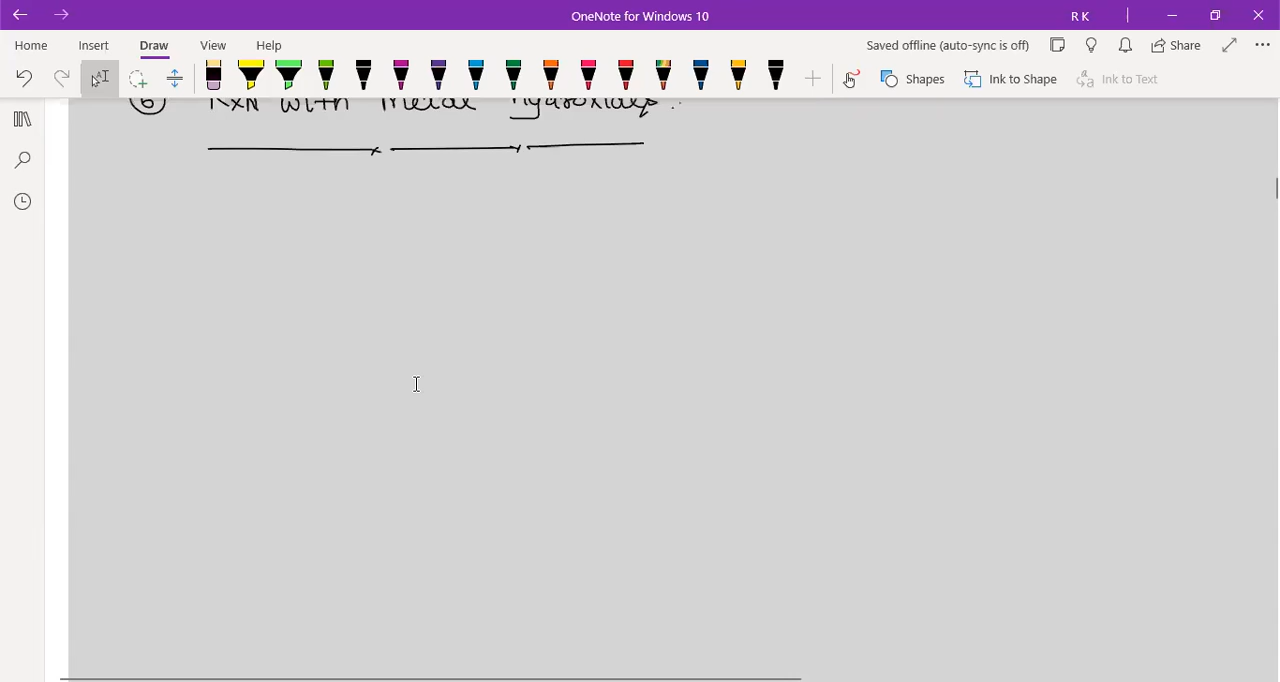 OneNote for Windows 10
R K
Home Insert Draw View Help
Saved offline (auto-sync is off)
Share
Shapes
Ink to Shape
Ink to Text
6 Rxn with Metal hydroxides :